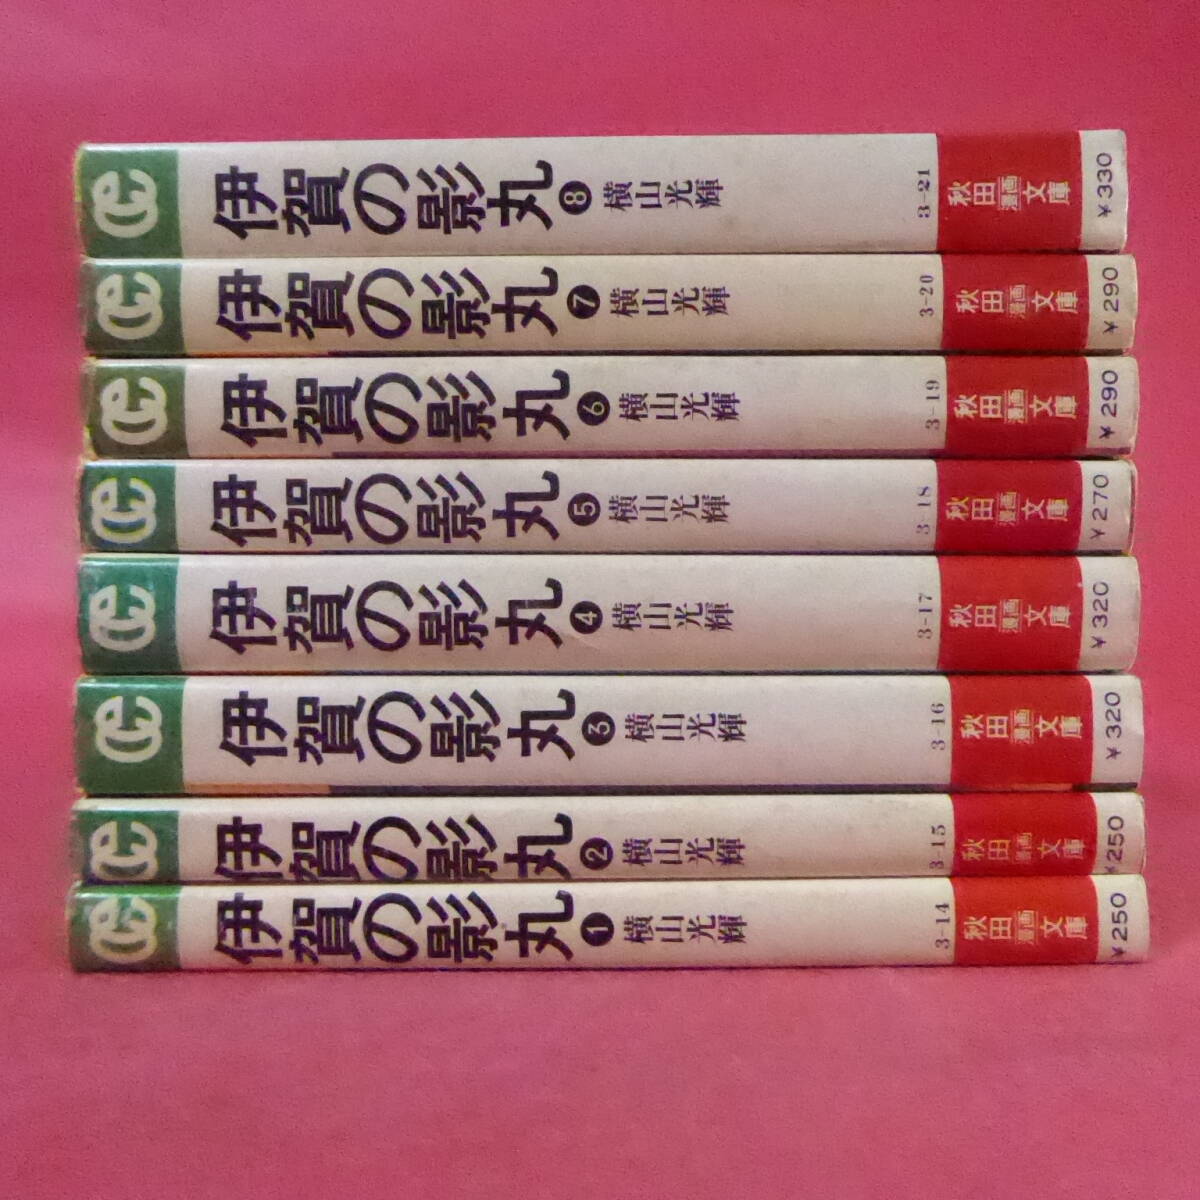 伊賀の影丸 8 横山光輝 3-21 秋田漫画文庫 ¥330
伊賀の影丸 7 横山光輝 3-20 秋田漫画文庫 ¥290
伊賀の影丸 6 横山光輝 3-19 秋田漫画文庫 ¥290
伊賀の影丸 5 横山光輝 3-18 秋田漫画文庫 ¥270
伊賀の影丸 4 横山光輝 3-17 秋田漫画文庫 ¥320
伊賀の影丸 3 横山光輝 3-16 秋田漫画文庫 ¥320
伊賀の影丸 2 横山光輝 3-15 秋田漫画文庫 ¥250
伊賀の影丸 1 横山光輝 3-14 秋田漫画文庫 ¥250